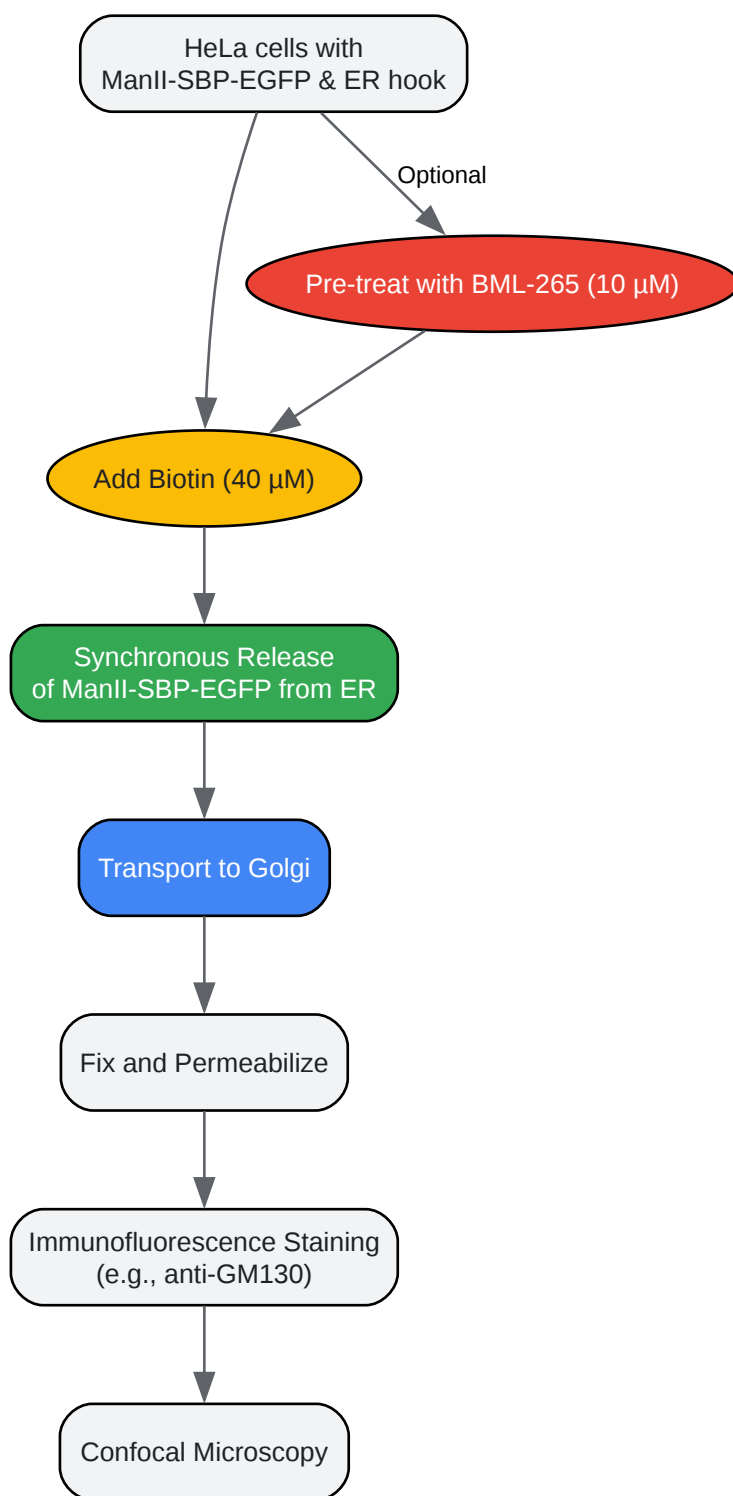 HeLa cells with
ManII-SBP-EGFP & ER hook
Optional
Pre-treat with BML-265 (10 µM)
Add Biotin (40 µM)
Synchronous Release
of ManII-SBP-EGFP from ER
Transport to Golgi
Fix and Permeabilize
Immunofluorescence Staining
(e.g., anti-GM130)
Confocal Microscopy